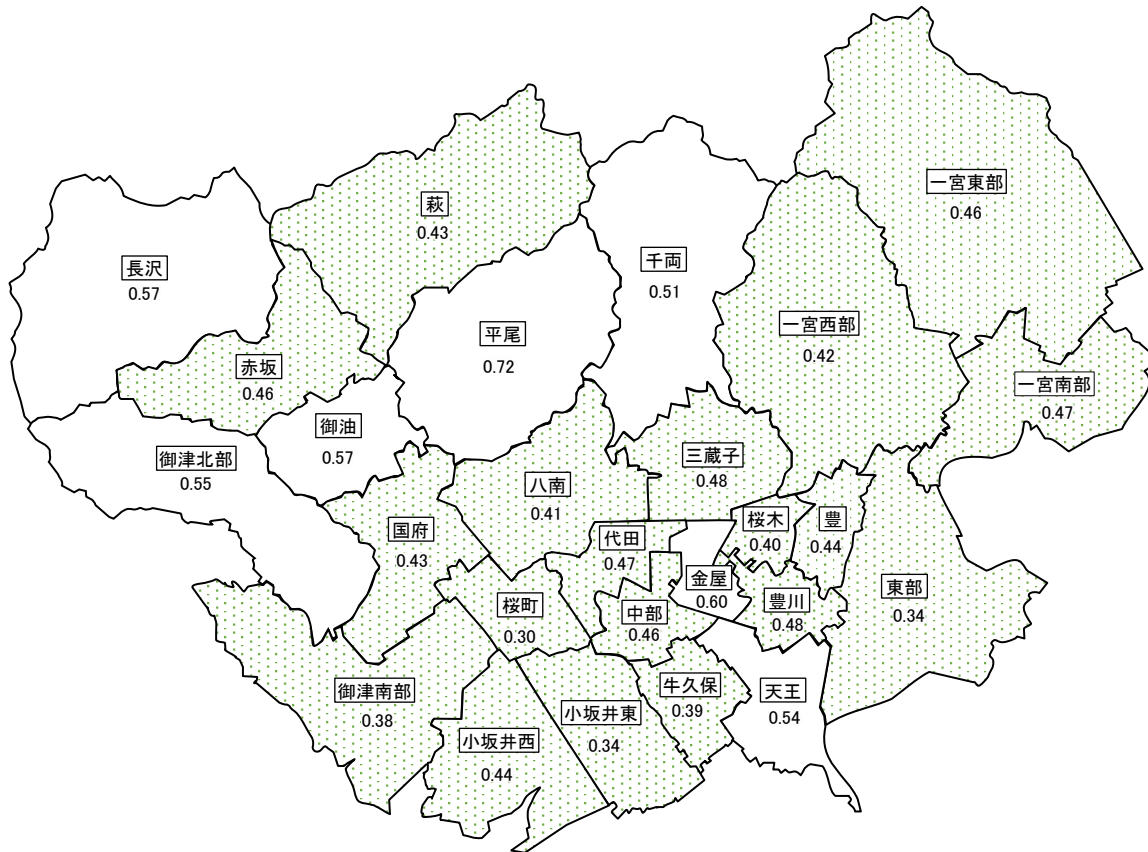 一宮東部
0.46
萩
0.43
千両
0.51
長沢
0.57
平尾
0.72
一宮西部
0.42
赤坂
0.46
一宮南部
0.47
御油
0.57
御津北部
0.55
三蔵子
0.48
八南
0.41
国府
0.43
代田
0.47
桜木
0.40
豊
0.44
金屋
0.60
豊川
0.48
東部
0.34
桜町
0.30
中部
0.46
御津南部
0.38
小坂井西
0.44
小坂井東
0.34
牛久保
0.39
天王
0.54